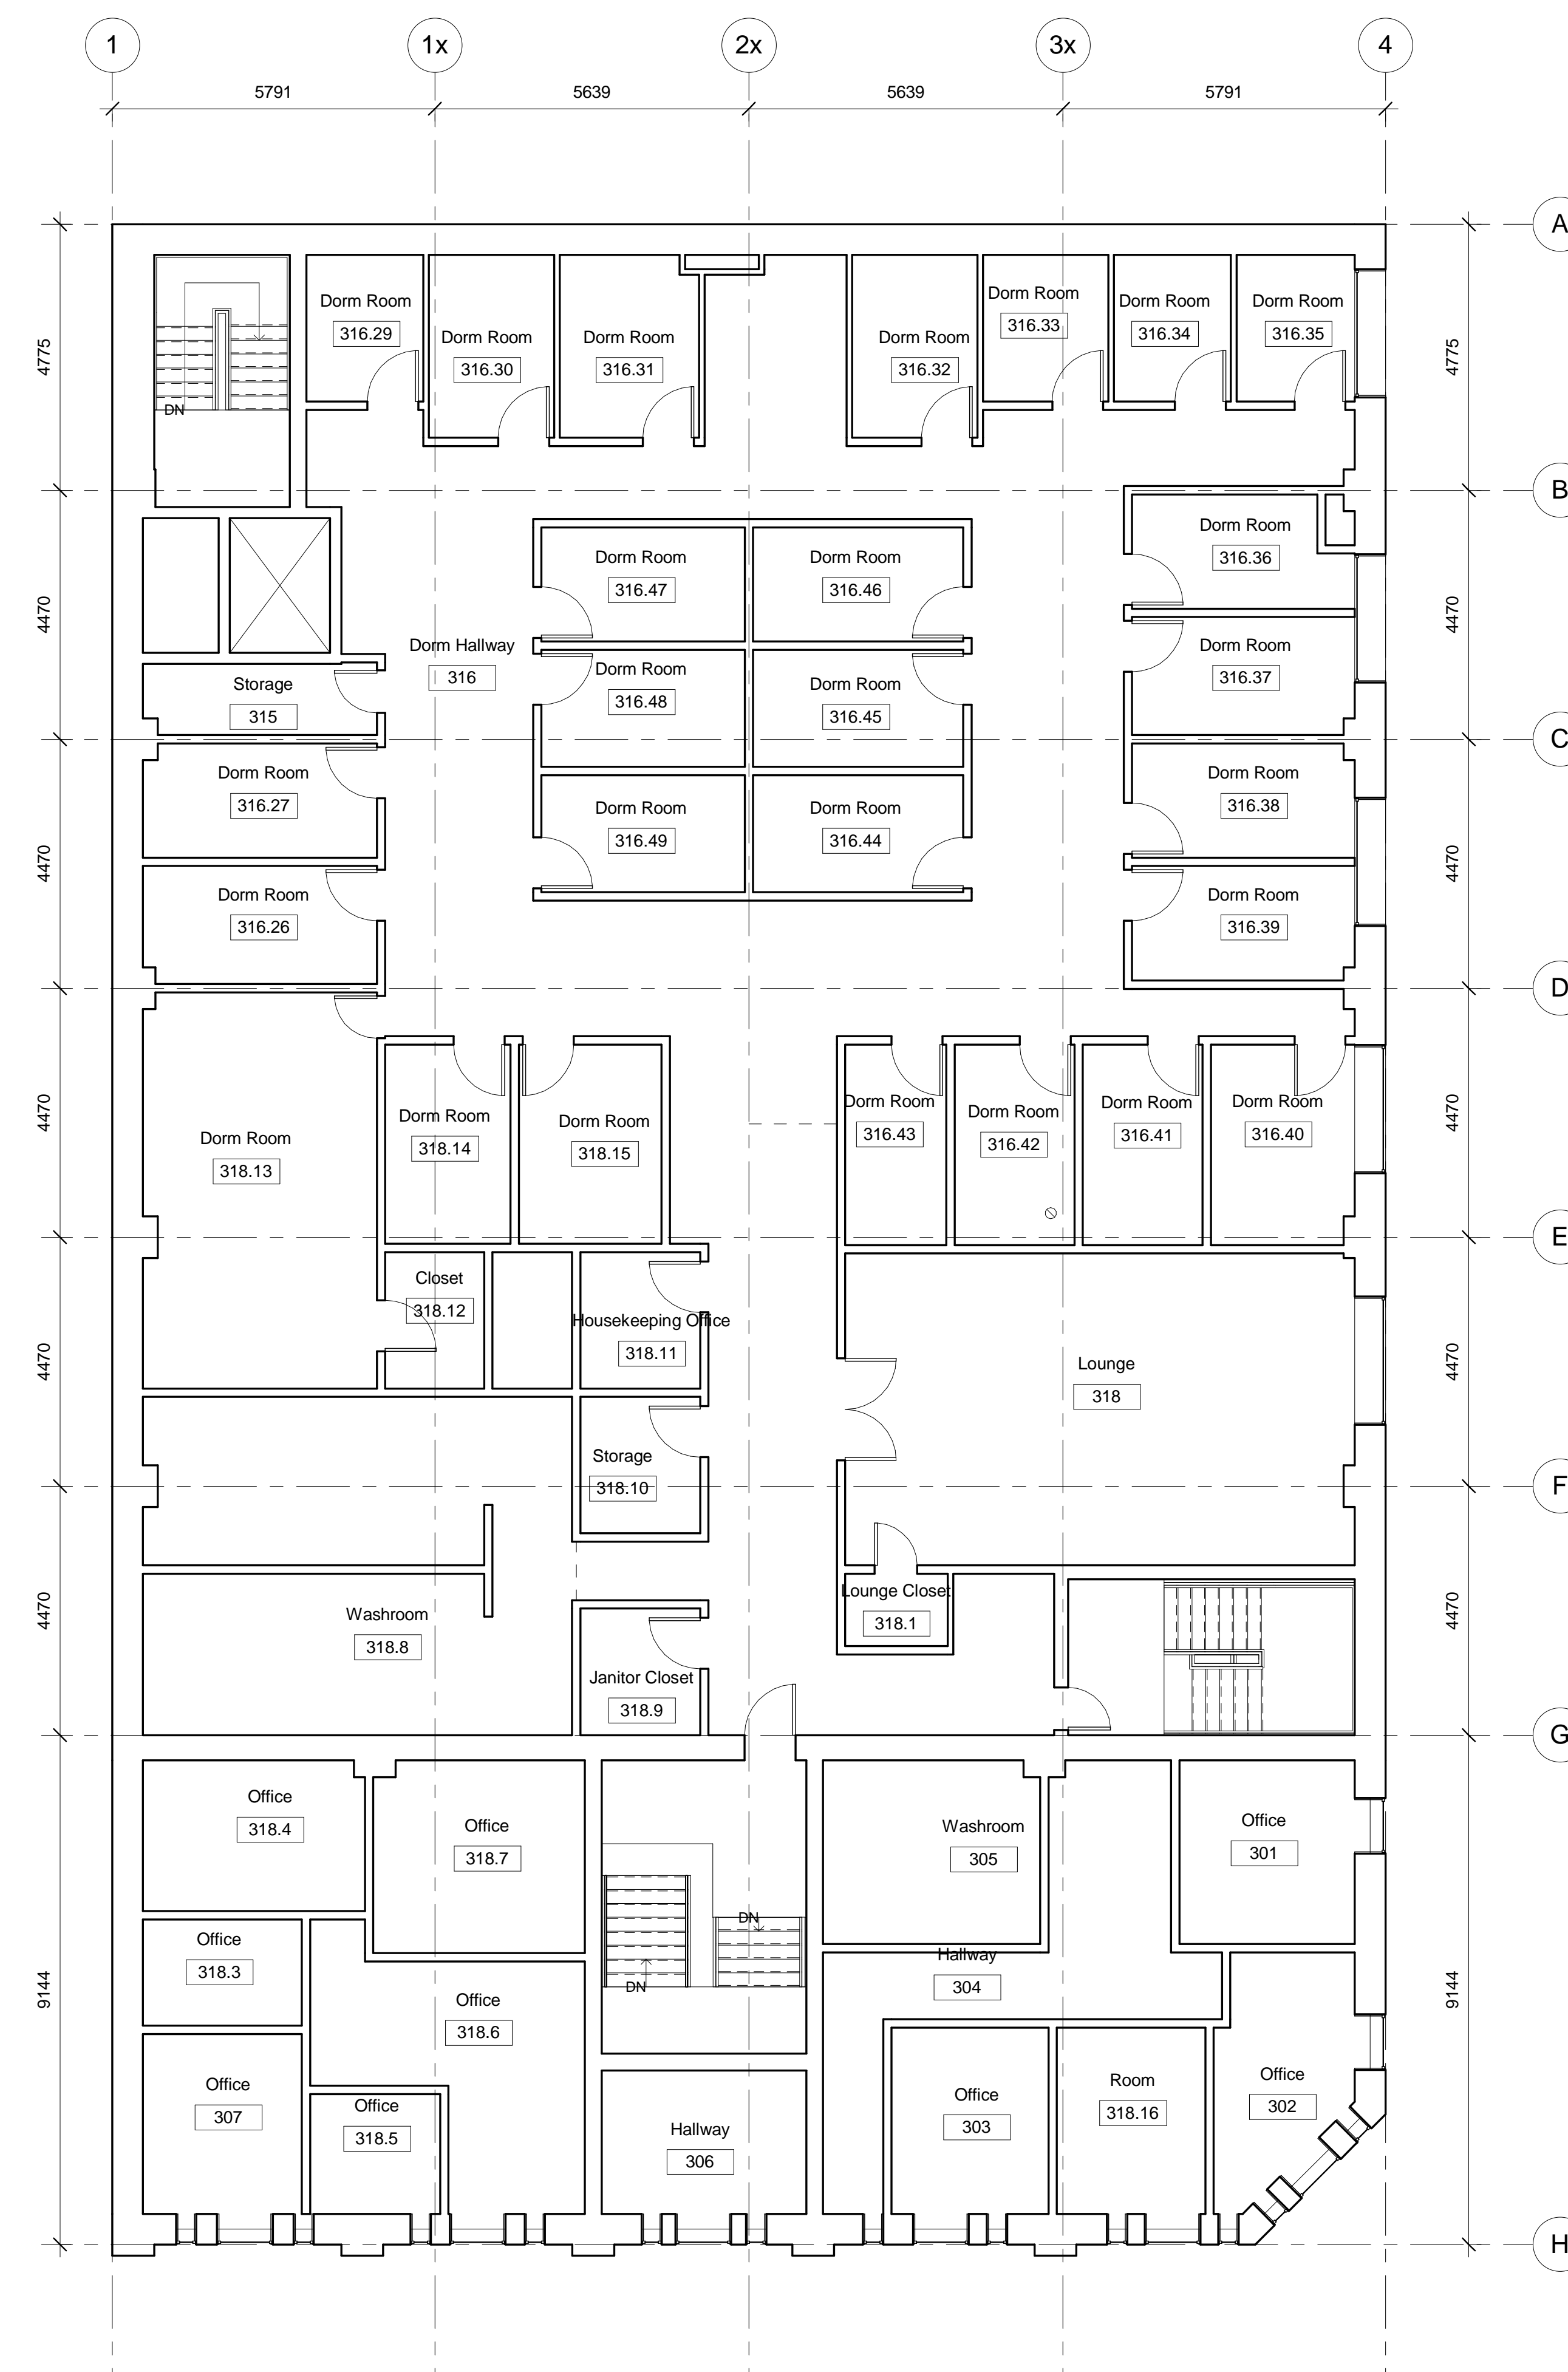 1
1x
2x
3x
4
5791
5639
5639
5791
A
4775
4775
Dorm Room
316.29
Dorm Room
316.30
Dorm Room
316.31
Dorm Room
316.32
Dorm Room
316.33
Dorm Room
316.34
Dorm Room
316.35
DN
B
4470
4470
Dorm Room
316.47
Dorm Room
316.46
Dorm Room
316.36
Dorm Hallway
316
Dorm Room
316.48
Dorm Room
316.45
Dorm Room
316.37
Storage
315
C
4470
4470
Dorm Room
316.27
Dorm Room
316.49
Dorm Room
316.44
Dorm Room
316.38
Dorm Room
316.26
Dorm Room
316.39
D
4470
4470
Dorm Room
318.13
Dorm Room
318.14
Dorm Room
318.15
Dorm Room
316.43
Dorm Room
316.42
Dorm Room
316.41
Dorm Room
316.40
E
4470
4470
Closet
318.12
Housekeeping Office
318.11
Lounge
318
Storage
318.10
F
4470
4470
Lounge Closet
318.1
Washroom
318.8
Janitor Closet
318.9
G
9144
9144
Office
318.4
Office
318.7
Washroom
305
Office
301
DN
DN
Office
318.3
Hallway
304
Office
318.6
Office
307
Office
318.5
Hallway
306
Office
303
Room
318.16
Office
302
H